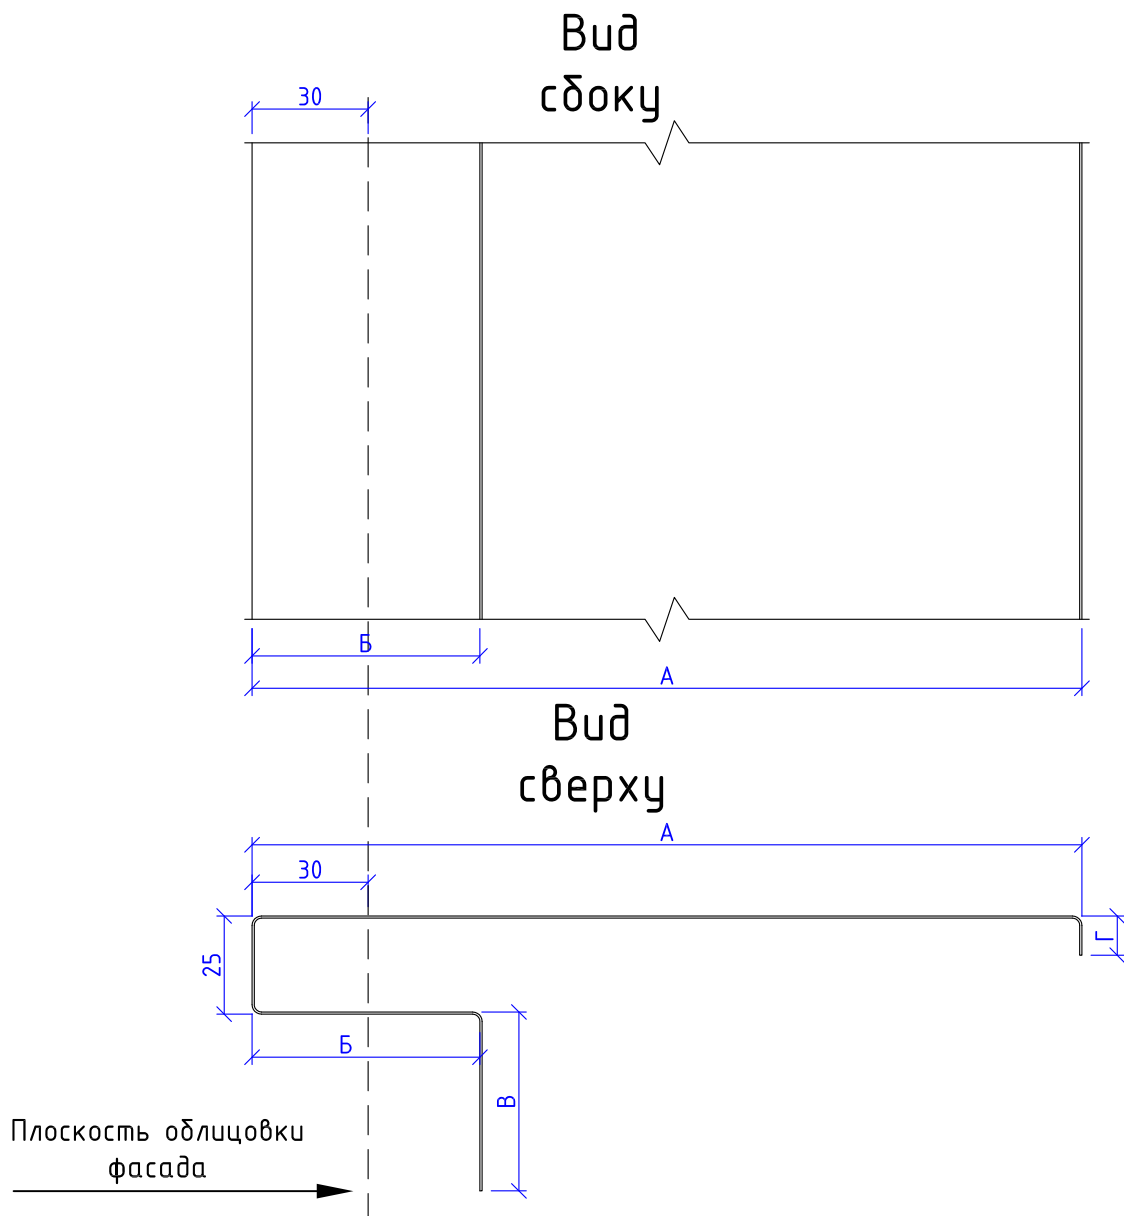 Вид
сбоку
30
Б
А
Вид
сверху
А
30
25
Г
Б
В
Плоскость облицовки
фасада